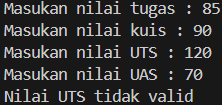 Masukan nilai tugas : 85
Masukan nilai kuis : 90
Masukan nilai UTS : 120
Masukan nilai UAS : 70
Nilai UTS tidak valid